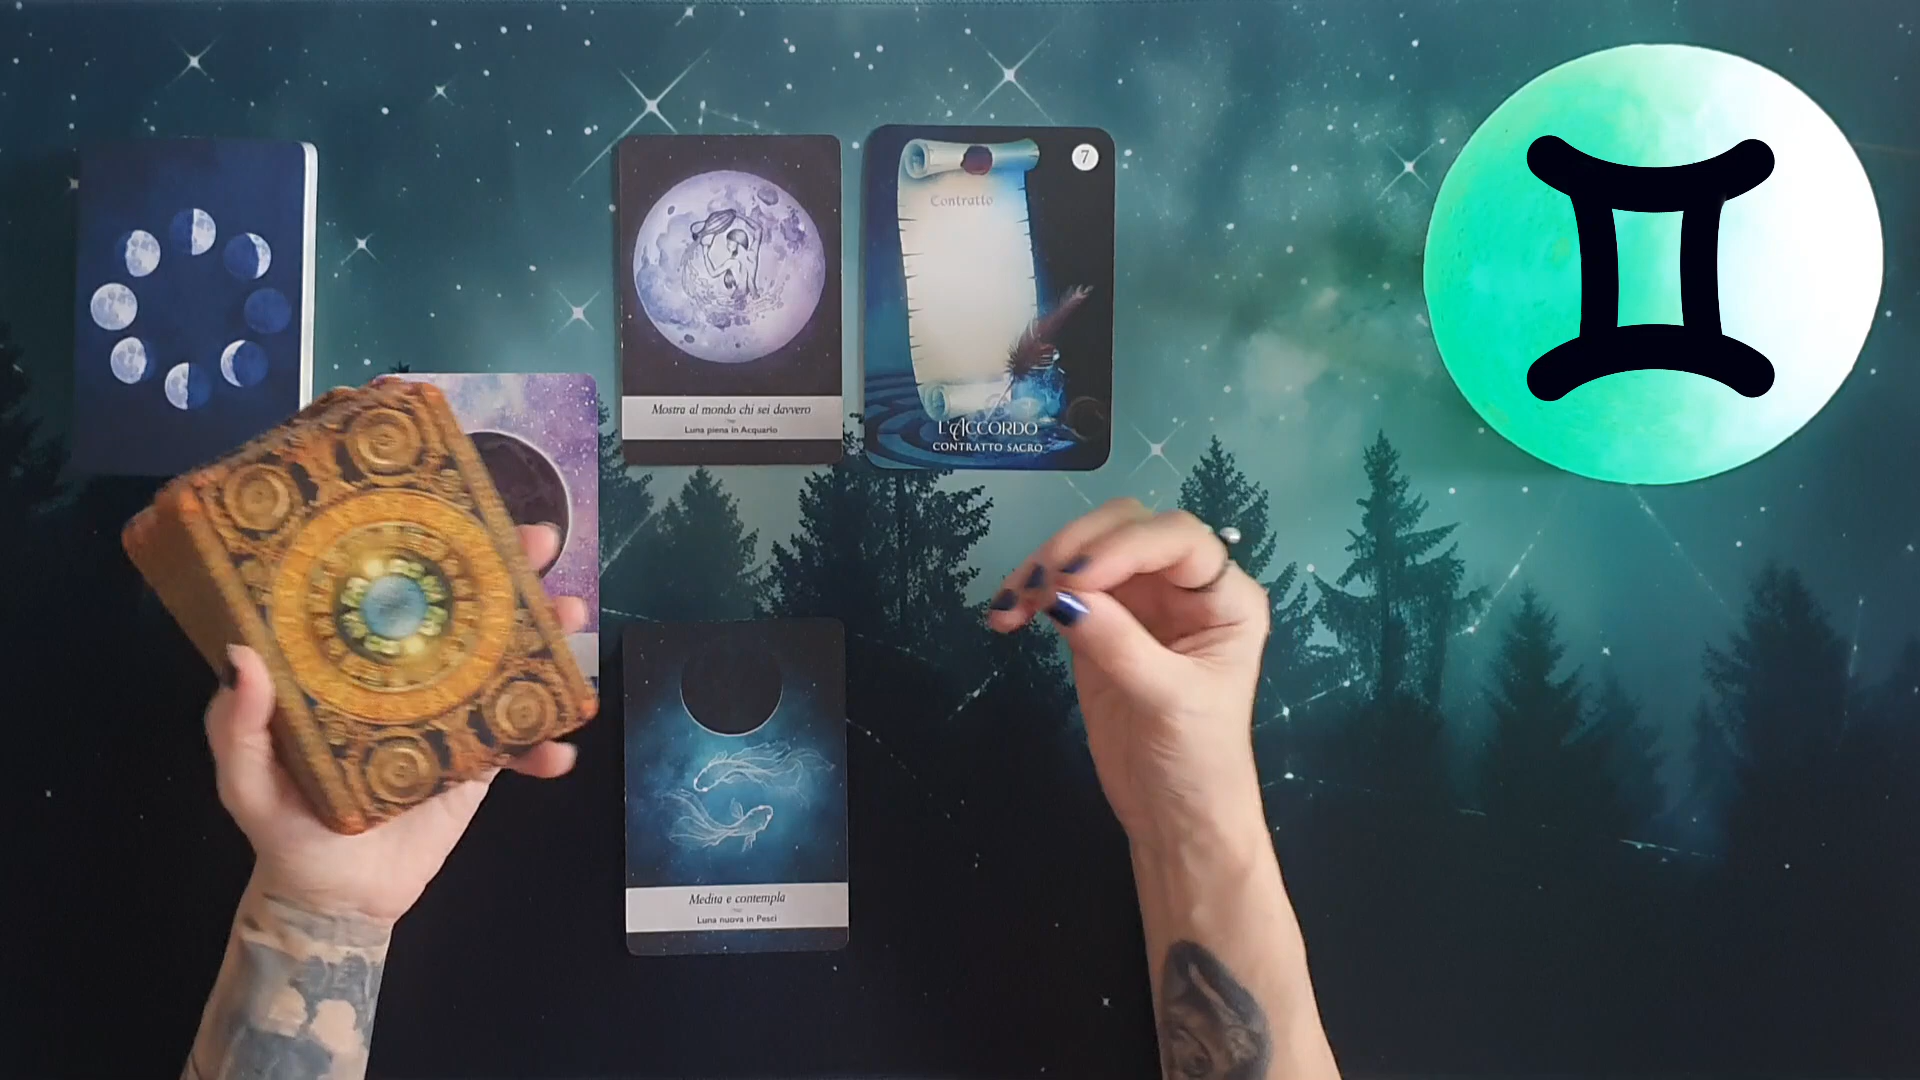 Mostra al mondo chi sei davvero
Luna piena in Acquario
7
Contratto
L'ACCORDO
CONTRATTO SACRO
Medita e contempla
Luna nuova in Pesci